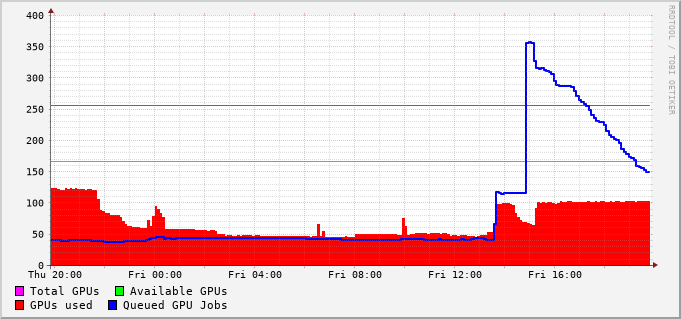 RRDTOOL / TOBI OETIKER
400
350
300
250
200
150
100
50
0
Thu 20:00 Fri 00:00 Fri 04:00 Fri 08:00 Fri 12:00 Fri 16:00
Total GPUs Available GPUs
GPUs used Queued GPU Jobs